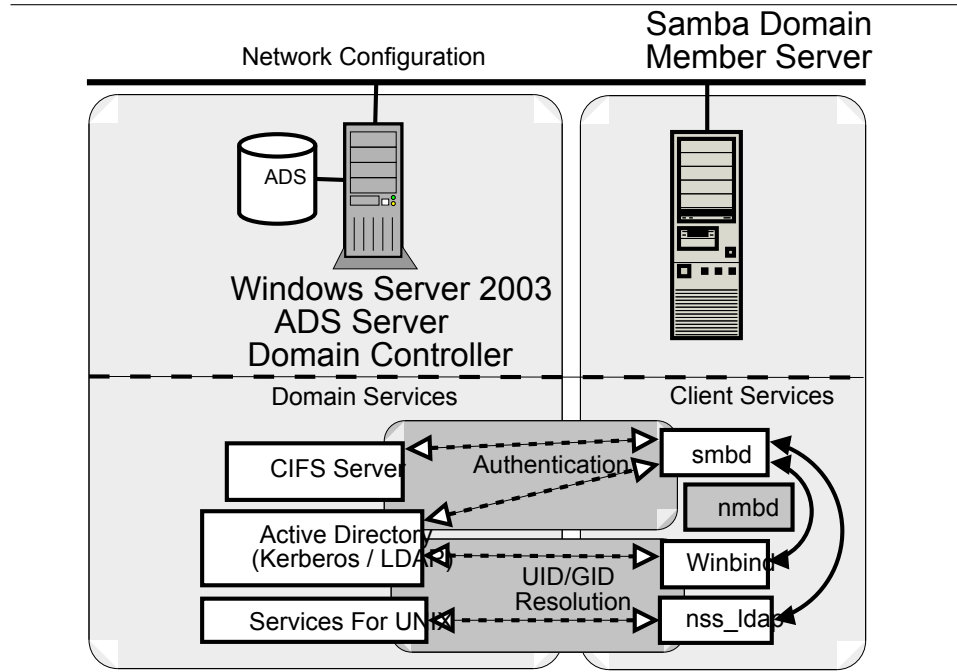 Network Configuration
Samba Domain
Member Server
ADS
Windows Server 2003
ADS Server
Domain Controller
Domain Services
Client Services
CIFS Server
Authentication
smbd
nmbd
Active Directory
(Kerberos / LDAP)
UID/GID
Resolution
Winbind
Services For UNIX
nss_ldap